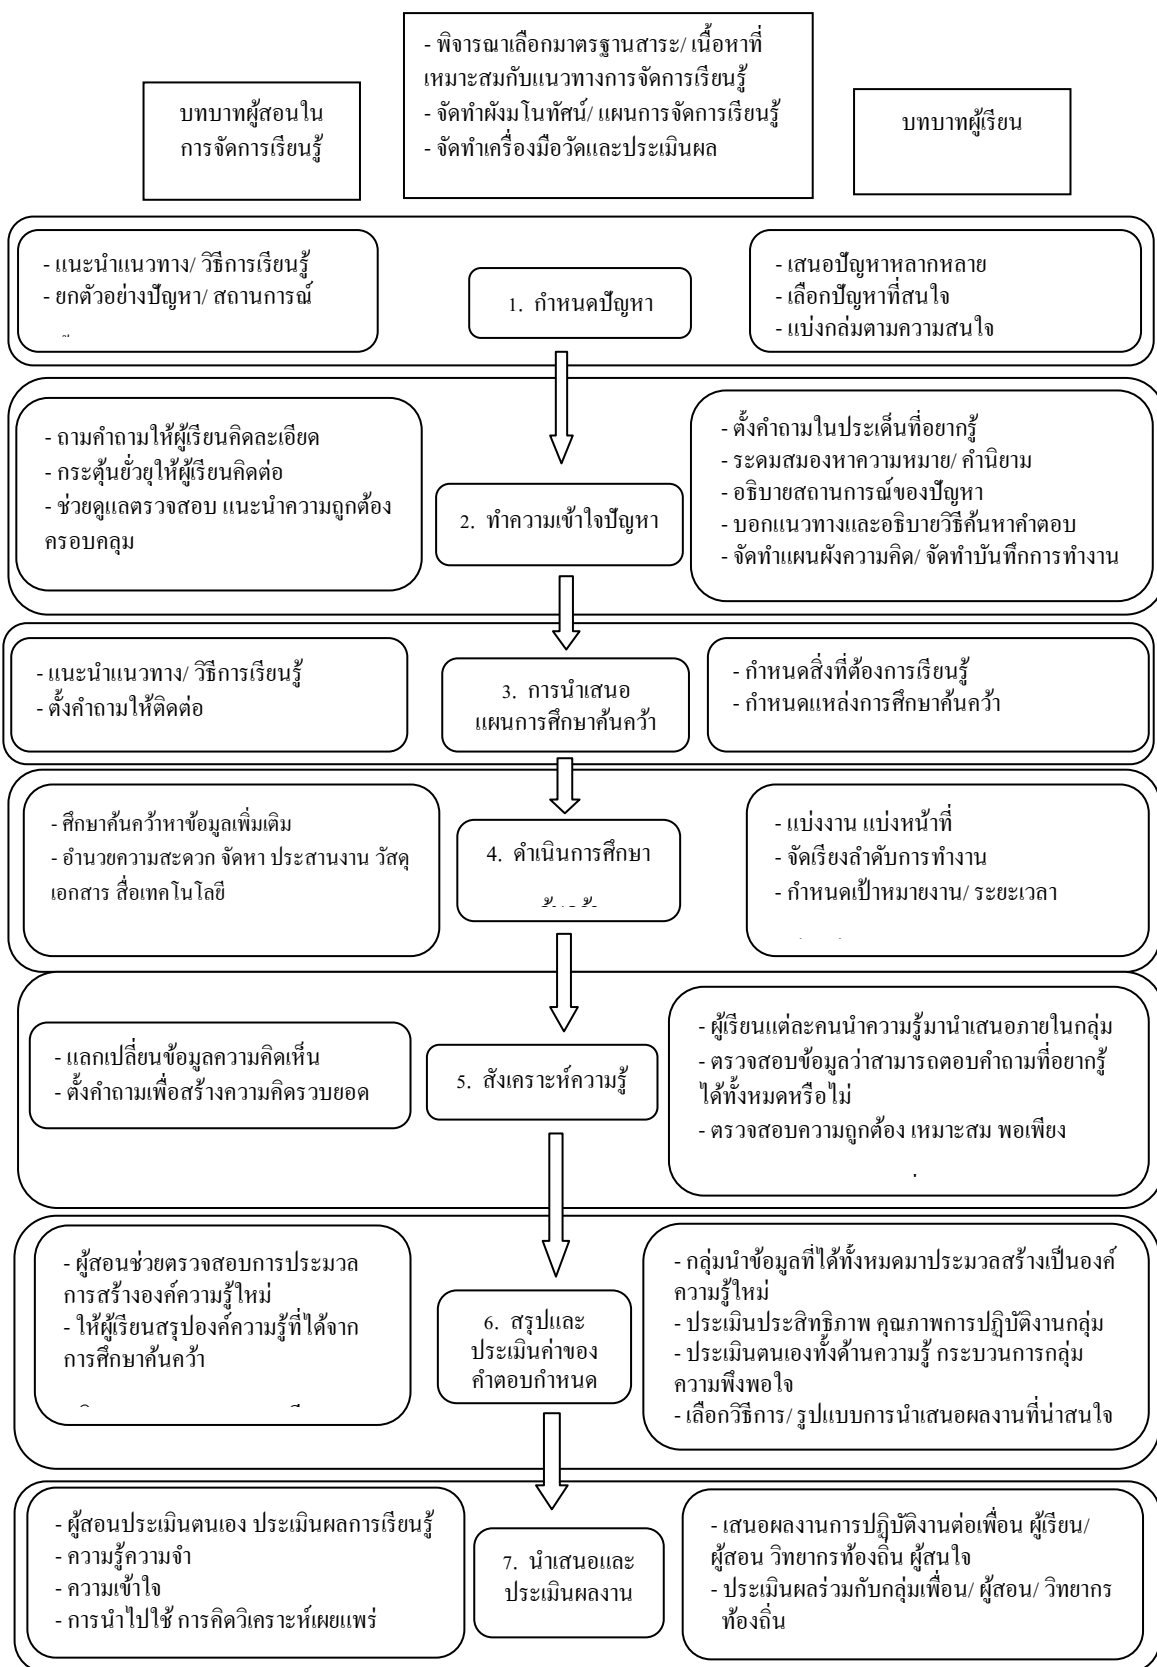 - พิจารณาเลือกมาตรฐานสาระ/ เนื้อหาที่
เหมาะสมกับแนวทางการจัดการเรียนรู้
- จัดทำผังมโนทัศน์/ แผนการจัดการเรียนรู้
- จัดทำเครื่องมือวัดและประเมินผล
บทบาทผู้สอนใน
การจัดการเรียนรู้
บทบาทผู้เรียน
- แนะนำแนวทาง/ วิธีการเรียนรู้
- ยกตัวอย่างปัญหา/ สถานการณ์
1. กำหนดปัญหา
- เสนอปัญหาหลากหลาย
- เลือกปัญหาที่สนใจ
- แบ่งกลุ่มตามความสนใจ
- ถามคำถามให้ผู้เรียนคิดละเอียด
- กระตุ้นยั่วยุให้ผู้เรียนคิดต่อ
- ช่วยดูแลตรวจสอบ แนะนำความถูกต้อง
ครอบคลุม
2. ทำความเข้าใจปัญหา
- ตั้งคำถามในประเด็นที่อยากรู้
- ระดมสมองหาความหมาย/ คำนิยาม
- อธิบายสถานการณ์ของปัญหา
- บอกแนวทางและอธิบายวิธีค้นหาคำตอบ
- จัดทำแผนผังความคิด/ จัดทำบันทึกการทำงาน
- แนะนำแนวทาง/ วิธีการเรียนรู้
- ตั้งคำถามให้ติดต่อ
3. การนำเสนอ
แผนการศึกษาค้นคว้า
- กำหนดสิ่งที่ต้องการเรียนรู้
- กำหนดแหล่งการศึกษาค้นคว้า
- ศึกษาค้นคว้าหาข้อมูลเพิ่มเติม
- อำนวยความสะดวก จัดหา ประสานงาน วัสดุ
เอกสาร สื่อเทคโนโลยี
4. ดำเนินการศึกษา
- แบ่งงาน แบ่งหน้าที่
- จัดเรียงลำดับการทำงาน
- กำหนดเป้าหมายงาน/ ระยะเวลา
- แลกเปลี่ยนข้อมูลความคิดเห็น
- ตั้งคำถามเพื่อสร้างความคิดรวบยอด
5. สังเคราะห์ความรู้
- ผู้เรียนแต่ละคนนำความรู้มานำเสนอภายในกลุ่ม
- ตรวจสอบข้อมูลว่าสามารถตอบคำถามที่อยากรู้
ได้ทั้งหมดหรือไม่
- ตรวจสอบความถูกต้อง เหมาะสม พอเพียง
- ผู้สอนช่วยตรวจสอบการประมวล
การสร้างองค์ความรู้ใหม่
- ให้ผู้เรียนสรุปองค์ความรู้ที่ได้จาก
การศึกษาค้นคว้า
6. สรุปและ
ประเมินค่าของ
คำตอบกำหนด
- กลุ่มนำข้อมูลที่ได้ทั้งหมดมาประมวลสร้างเป็นองค์
ความรู้ใหม่
- ประเมินประสิทธิภาพ คุณภาพการปฏิบัติงานกลุ่ม
- ประเมินตนเองทั้งด้านความรู้ กระบวนการกลุ่ม
ความพึงพอใจ
- เลือกวิธีการ/ รูปแบบการนำเสนอผลงานที่น่าสนใจ
- ผู้สอนประเมินตนเอง ประเมินผลการเรียนรู้
- ความรู้ความจำ
- ความเข้าใจ
- การนำไปใช้ การคิดวิเคราะห์เผยแพร่
7. นำเสนอและ
ประเมินผลงาน
- เสนอผลงานการปฏิบัติงานต่อเพื่อน ผู้เรียน/
ผู้สอน วิทยากรท้องถิ่น ผู้สนใจ
- ประเมินผลร่วมกับกลุ่มเพื่อน/ ผู้สอน/ วิทยากร
ท้องถิ่น